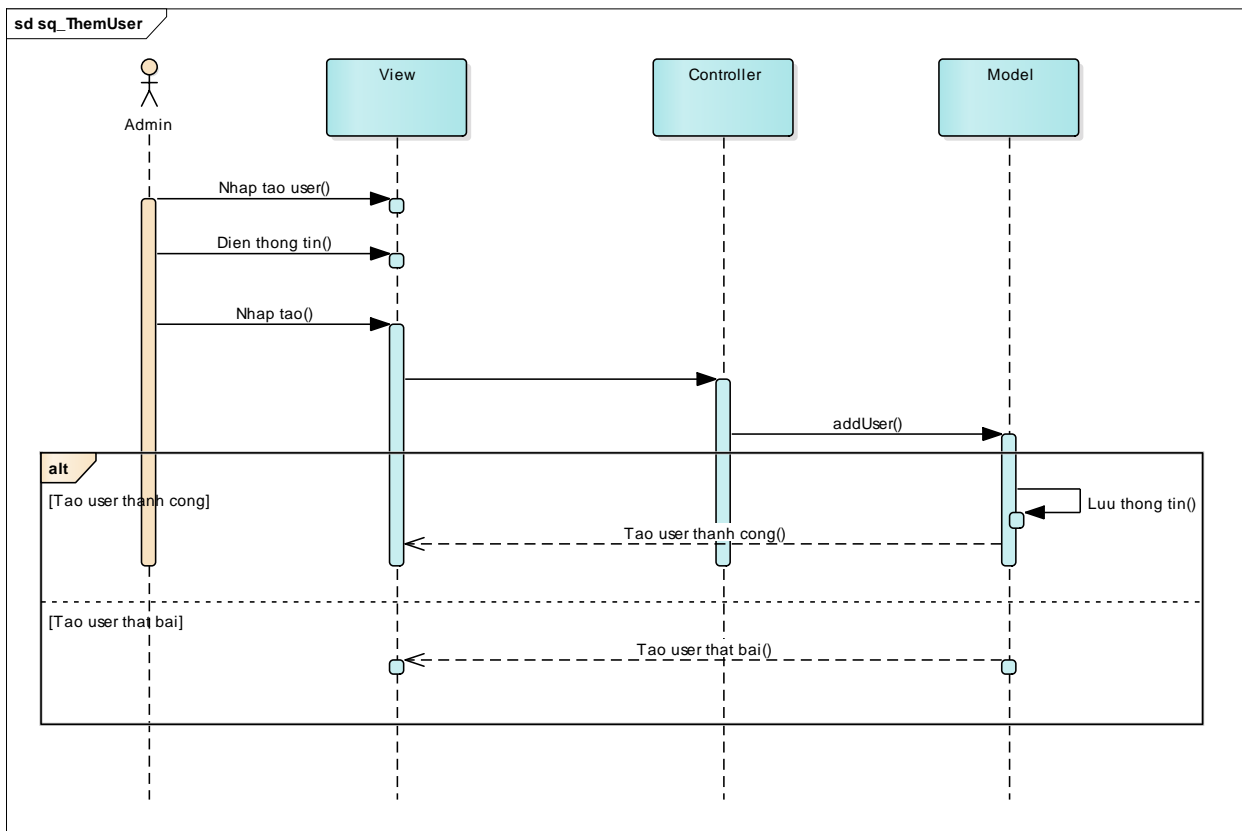 sd sq_ThemUser
Admin
View
Controller
Model
Nhap tao user()
Dien thong tin()
Nhap tao()
addUser()
alt
[Tao user thanh cong]
Luu thong tin()
Tao user thanh cong()
[Tao user that bai]
Tao user that bai()